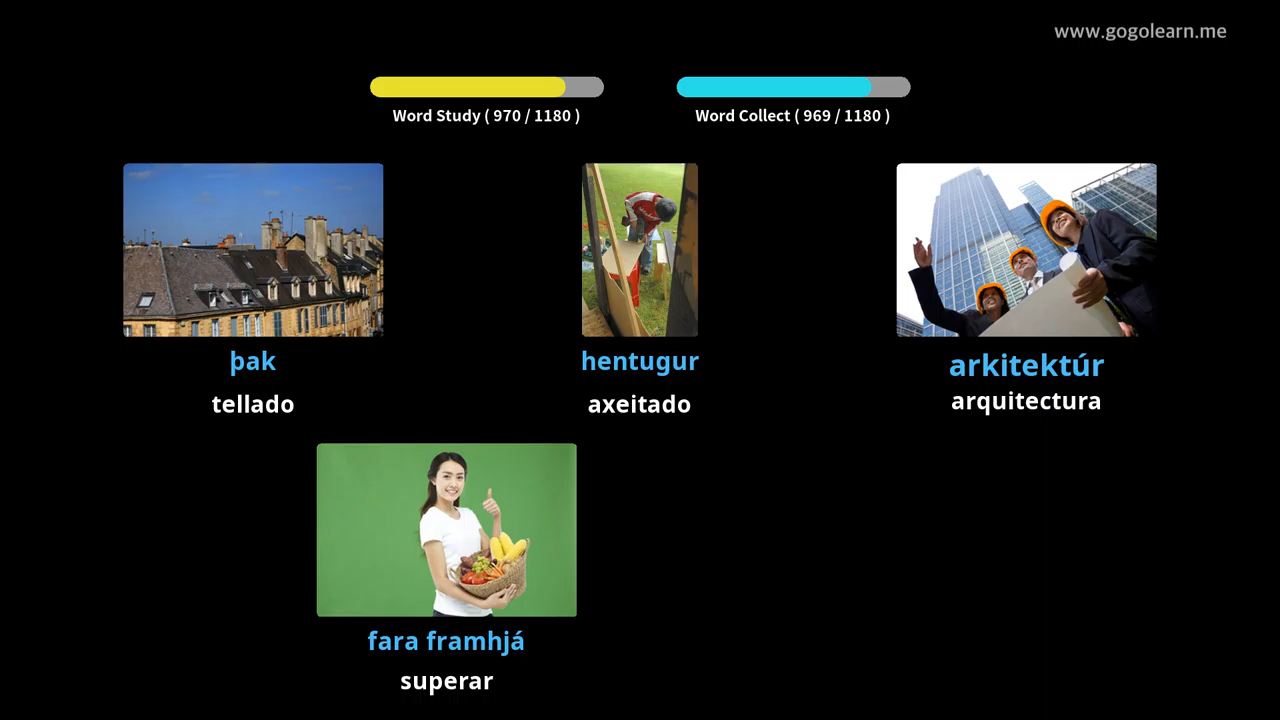 www.gogolearn.me
Word Study ( 970 / 1180 )
Word Collect ( 969 / 1180 )
þak
tellado
hentugur
axeitado
arkitektúr
arquitectura
fara framhjá
superar